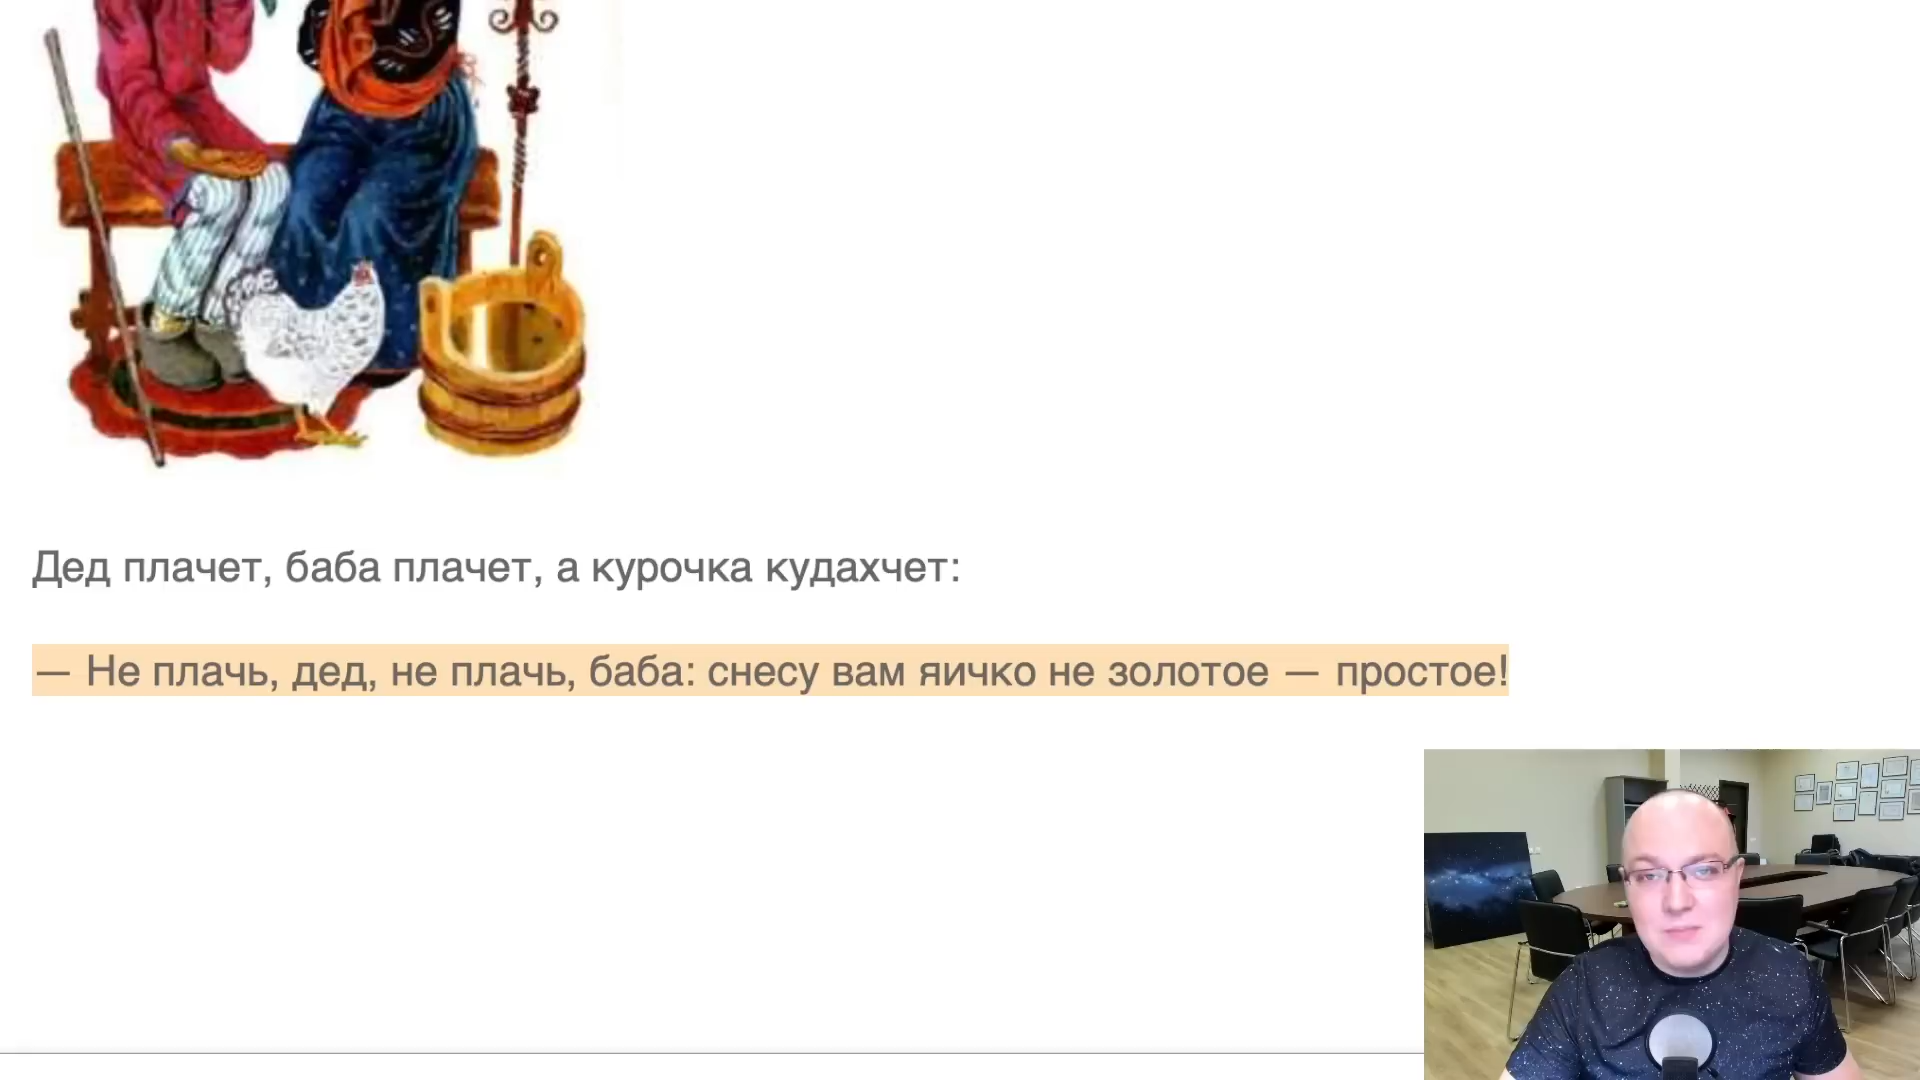 Дед плачет, баба плачет, а курочка кудахчет:
— Не плачь, дед, не плачь, баба: снесу вам яичко не золотое — простое!